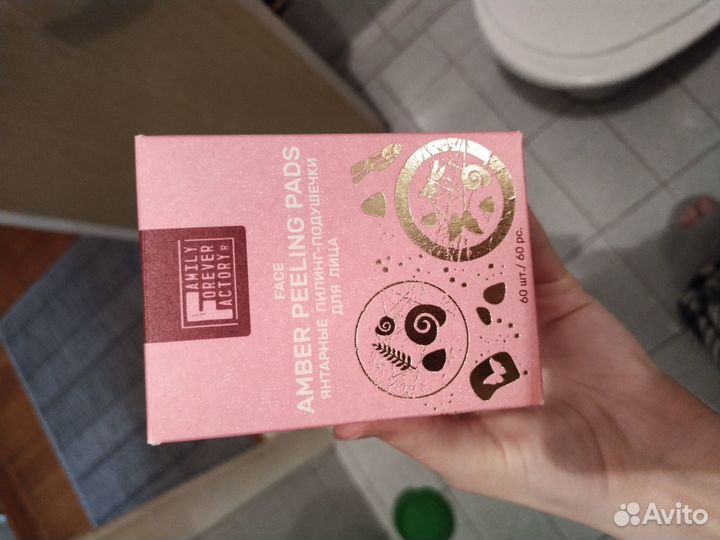 FAMILY
FOREVER
FACTORY
FACE
AMBER PEELING PADS
ЯНТАРНЫЕ ПИЛИНГ-ПОДУШЕЧКИ
ДЛЯ ЛИЦА
60 шт./ 60 pc.
Avito